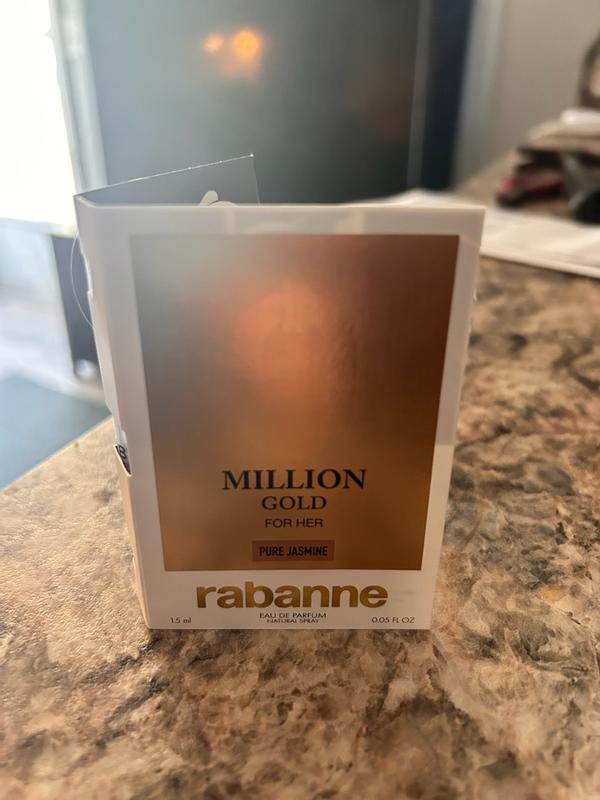 MILLION
GOLD
FOR HER
PURE JASMINE
rabanne
EAU DE PARFUM
NATURAL SPRAY
1.5 ml
0.05 FL OZ